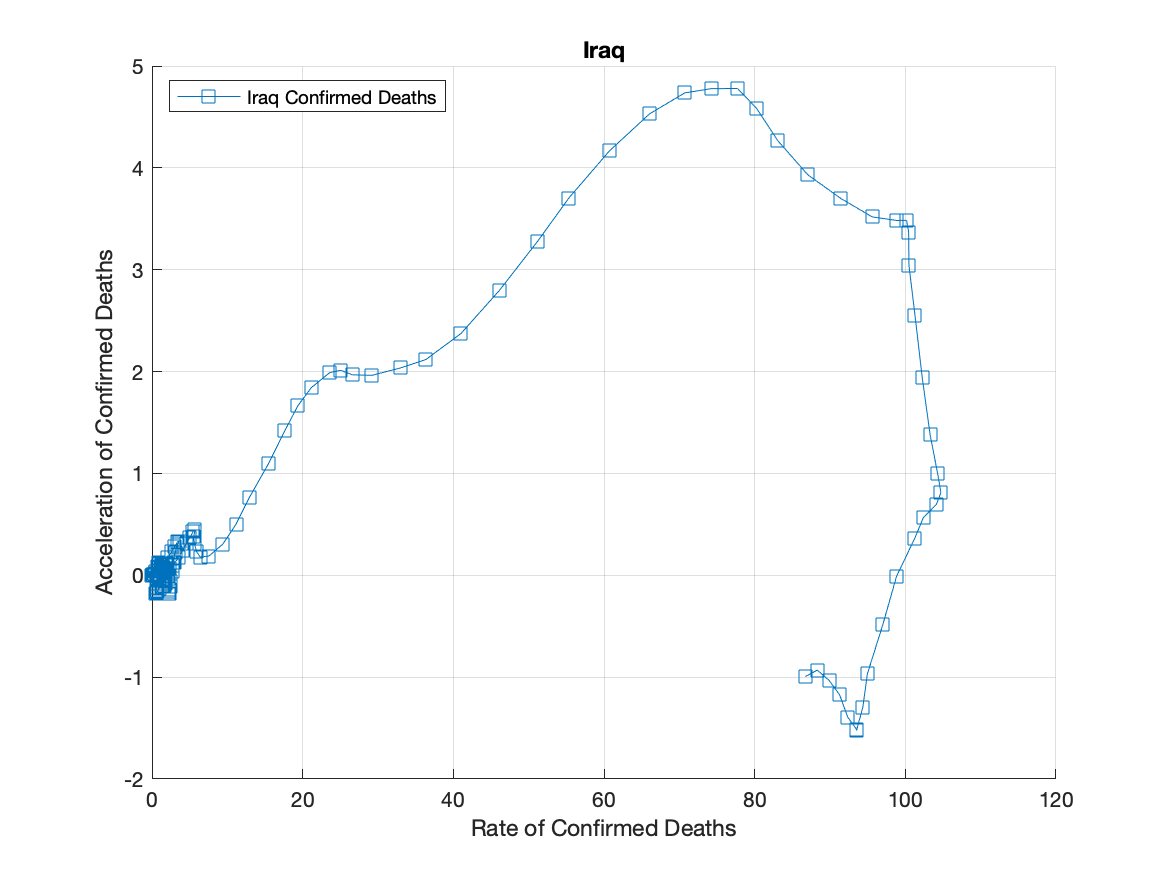 Iraq
Iraq Confirmed Deaths
5
4
3
2
1
0
-1
-2
Acceleration of Confirmed Deaths
0 20 40 60 80 100 120
Rate of Confirmed Deaths